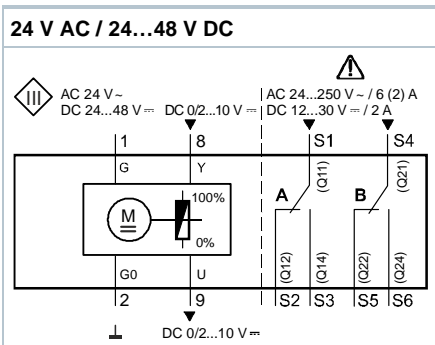 24 V AC / 24...48 V DC
III
AC 24 V ~
DC 24...48 V ⎓
DC 0/2...10 V ⎓
AC 24...250 V ~ / 6 (2) A
DC 12...30 V ⎓ / 2 A
1 8 S1 S4
G Y (Q11) (Q21)
100%
A B
M
0%
G0 U (Q12) (Q14) (Q22) (Q24)
2 9 S2 S3 S5 S6
DC 0/2...10 V ⎓